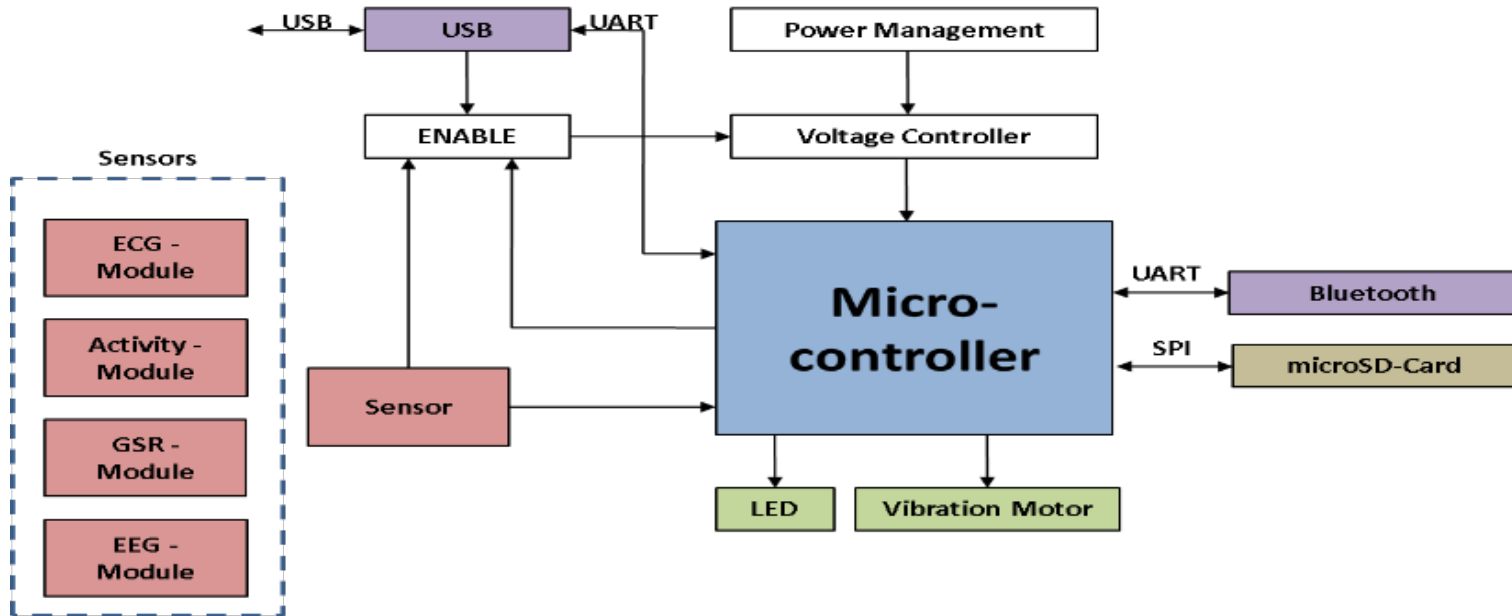 USB
USB
UART
Power Management
ENABLE
Voltage Controller
Sensors
ECG -
Module
Activity -
Module
GSR -
Module
EEG -
Module
Sensor
Micro-
controller
UART
Bluetooth
SPI
microSD-Card
LED
Vibration Motor